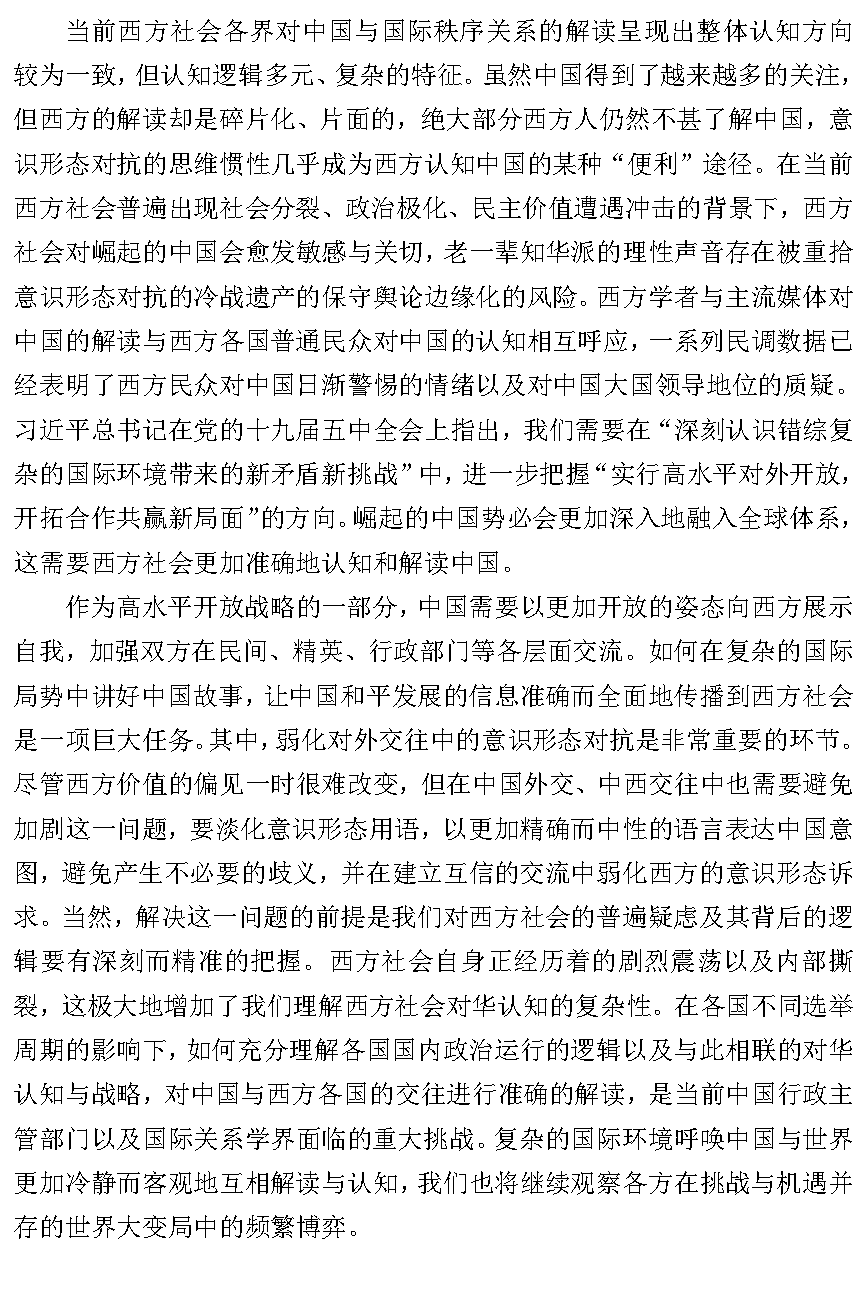 当前西方社会各界对中国与国际秩序关系的解读呈现出整体认知方向
较为一致，但认知逻辑多元、复杂的特征。虽然中国得到了越来越多的关注，
但西方的解读却是碎片化、片面的，绝大部分西方人仍然不甚了解中国，意
识形态对抗的思维惯性几乎成为西方认知中国的某种“便利”途径。在当前
西方社会普遍出现社会分裂、政治极化、民主价值遭遇冲击的背景下，西方
社会对崛起的中国会愈发敏感与关切，老一辈知华派的理性声音存在被重拾
意识形态对抗的冷战遗产的保守舆论边缘化的风险。西方学者与主流媒体对
中国的解读与西方各国普通民众对中国的认知相互呼应，一系列民调数据已
经表明了西方民众对中国日渐警惕的情绪以及对中国大国领导地位的质疑。
习近平总书记在党的十九届五中全会上指出，我们需要在“深刻认识错综复
杂的国际环境带来的新矛盾新挑战”中，进一步把握“实行高水平对外开放，
开拓合作共赢新局面”的方向。崛起的中国势必会更加深入地融入全球体系，
这需要西方社会更加准确地认知和解读中国。
作为高水平开放战略的一部分，中国需要以更加开放的姿态向西方展示
自我，加强双方在民间、精英、行政部门等各层面交流。如何在复杂的国际
局势中讲好中国故事，让中国和平发展的信息准确而全面地传播到西方社会
是一项巨大任务。其中，弱化对外交往中的意识形态对抗是非常重要的环节。
尽管西方价值的偏见一时很难改变，但在中国外交、中西交往中也需要避免
加剧这一问题，要淡化意识形态用语，以更加精确而中性的语言表达中国意
图，避免产生不必要的歧义，并在建立互信的交流中弱化西方的意识形态诉
求。当然，解决这一问题的前提是我们对西方社会的普遍疑虑及其背后的逻
辑要有深刻而精准的把握。西方社会自身正经历着的剧烈震荡以及内部撕
裂，这极大地增加了我们理解西方社会对华认知的复杂性。在各国不同选举
周期的影响下，如何充分理解各国国内政治运行的逻辑以及与此相联的对华
认知与战略，对中国与西方各国的交往进行准确的解读，是当前中国行政主
管部门以及国际关系学界面临的重大挑战。复杂的国际环境呼唤中国与世界
更加冷静而客观地互相解读与认知，我们也将继续观察各方在挑战与机遇并
存的世界大变局中的频繁博弈。